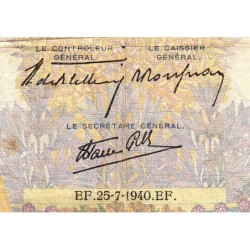 LE CONTROLEUR GÉNÉRAL, LE CAISSIER GÉNÉRAL,
LE SECRÉTAIRE GÉNÉRAL,
EF.25-7-1940.EF.